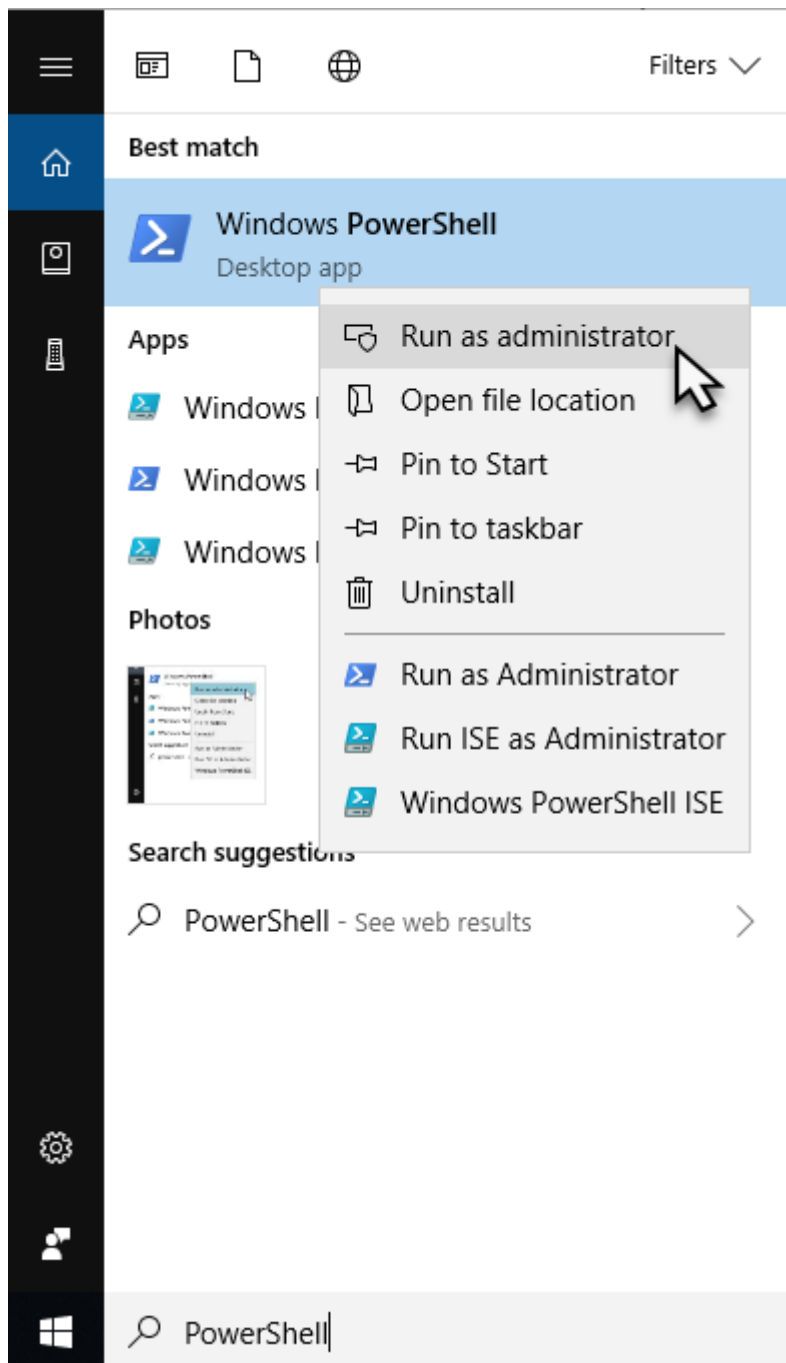 Filters
Best match
Windows PowerShell
Desktop app
Apps
Run as administrator
Windows
Open file location
Windows
Pin to Start
Windows
Pin to taskbar
Uninstall
Photos
Run as Administrator
Run ISE as Administrator
Windows PowerShell ISE
Search suggestions
PowerShell - See web results
PowerShell